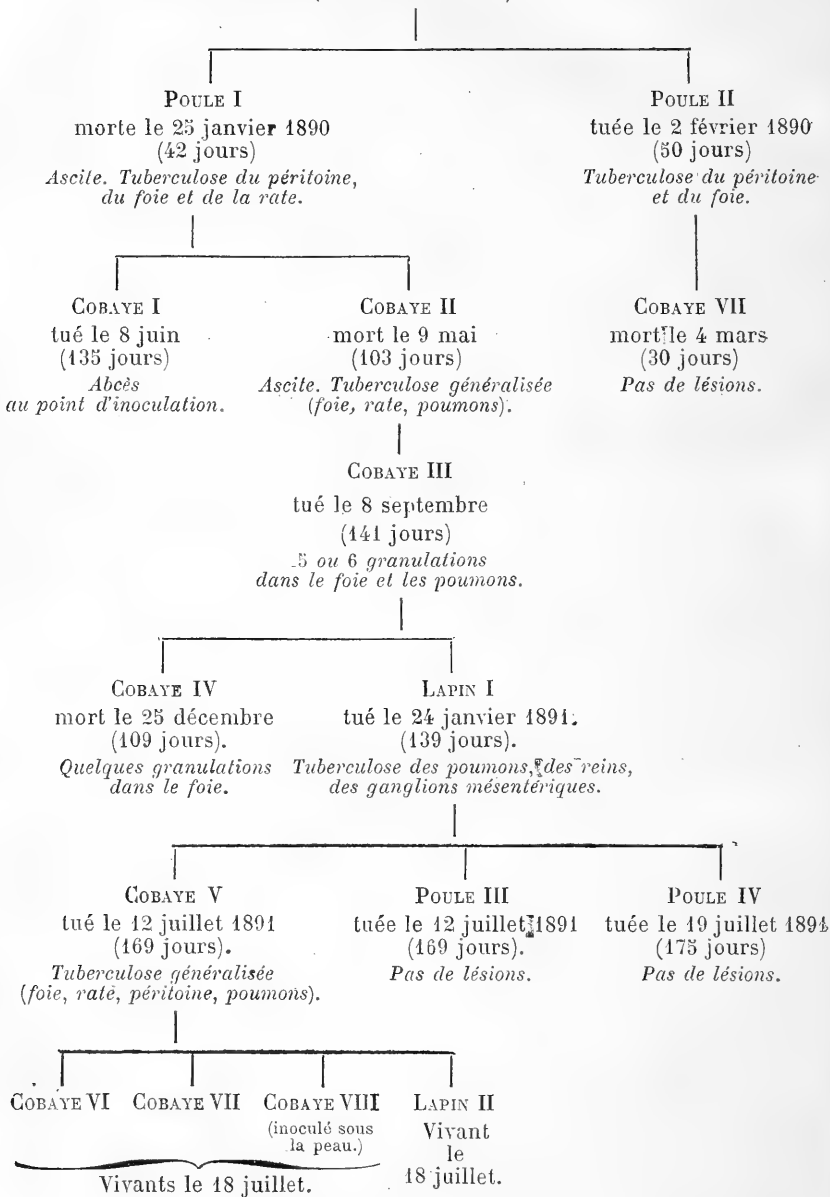 POULE I
morte le 25 janvier 1890
(42 jours)
Ascite. Tuberculose du péritoine,
du foie et de la rate.
POULE II
tuée le 2 février 1890
(50 jours)
Tuberculose du péritoine
et du foie.
COBAYE I
tué le 8 juin
(135 jours)
Abcès
au point d'inoculation.
COBAYE II
mort le 9 mai
(103 jours)
Ascite. Tuberculose généralisée
(foie, rate, poumons).
COBAYE VII
mort le 4 mars
(30 jours)
Pas de lésions.
COBAYE III
tué le 8 septembre
(141 jours)
5 ou 6 granulations
dans le foie et les poumons.
COBAYE IV
mort le 25 décembre
(109 jours).
Quelques granulations
dans le foie.
LAPIN I
tué le 24 janvier 1891.
(139 jours).
Tuberculose des poumons, des reins,
des ganglions mésentériques.
COBAYE V
tué le 12 juillet 1891
(169 jours).
Tuberculose généralisée
(foie, rate, péritoine, poumons).
POULE III
tuée le 12 juillet 1891
(169 jours).
Pas de lésions.
POULE IV
tuée le 19 juillet 1891
(175 jours)
Pas de lésions.
COBAYE VI
COBAYE VII
COBAYE VIII
(inoculé sous
la peau.)
Vivants le 18 juillet.
LAPIN II
Vivant
le
18 juillet.